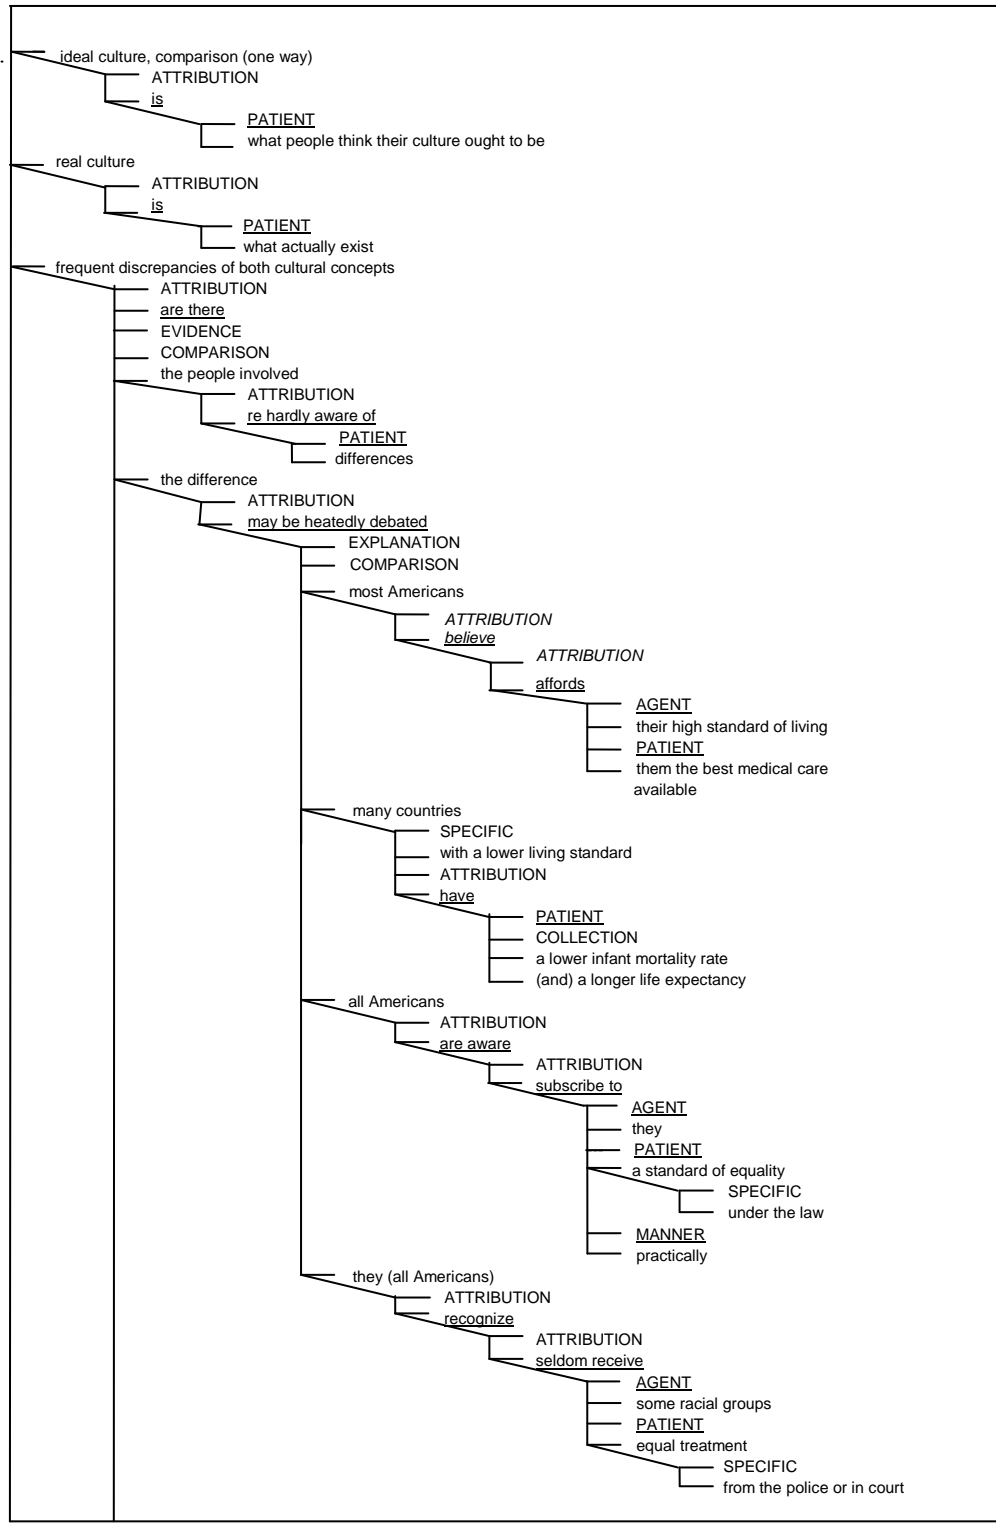 ideal culture, comparison (one way)
ATTRIBUTION
is
PATIENT
what people think their culture ought to be
real culture
ATTRIBUTION
is
PATIENT
what actually exist
frequent discrepancies of both cultural concepts
ATTRIBUTION
are there
EVIDENCE
COMPARISON
the people involved
ATTRIBUTION
re hardly aware of
PATIENT
differences
the difference
ATTRIBUTION
may be heatedly debated
EXPLANATION
COMPARISON
most Americans
ATTRIBUTION
believe
ATTRIBUTION
affords
AGENT
their high standard of living
PATIENT
them the best medical care
available
many countries
SPECIFIC
with a lower living standard
ATTRIBUTION
have
PATIENT
COLLECTION
a lower infant mortality rate
(and) a longer life expectancy
all Americans
ATTRIBUTION
are aware
ATTRIBUTION
subscribe to
AGENT
they
PATIENT
a standard of equality
SPECIFIC
under the law
MANNER
practically
they (all Americans)
ATTRIBUTION
recognize
ATTRIBUTION
seldom receive
AGENT
some racial groups
PATIENT
equal treatment
SPECIFIC
from the police or in court